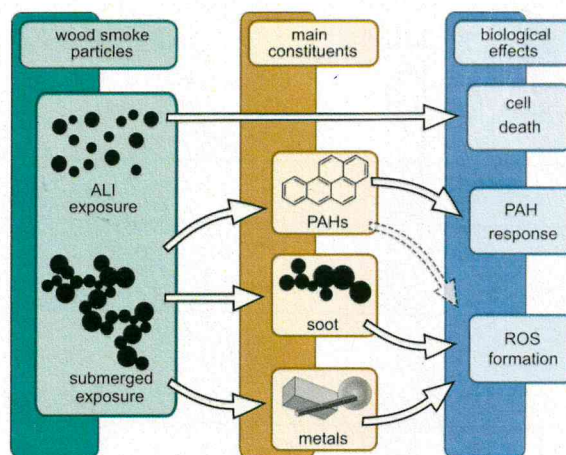 wood smoke
particles
main
constituents
biological
effects
ALI
exposure
submerged
exposure
PAHs
soot
metals
cell
death
PAH
response
ROS
formation